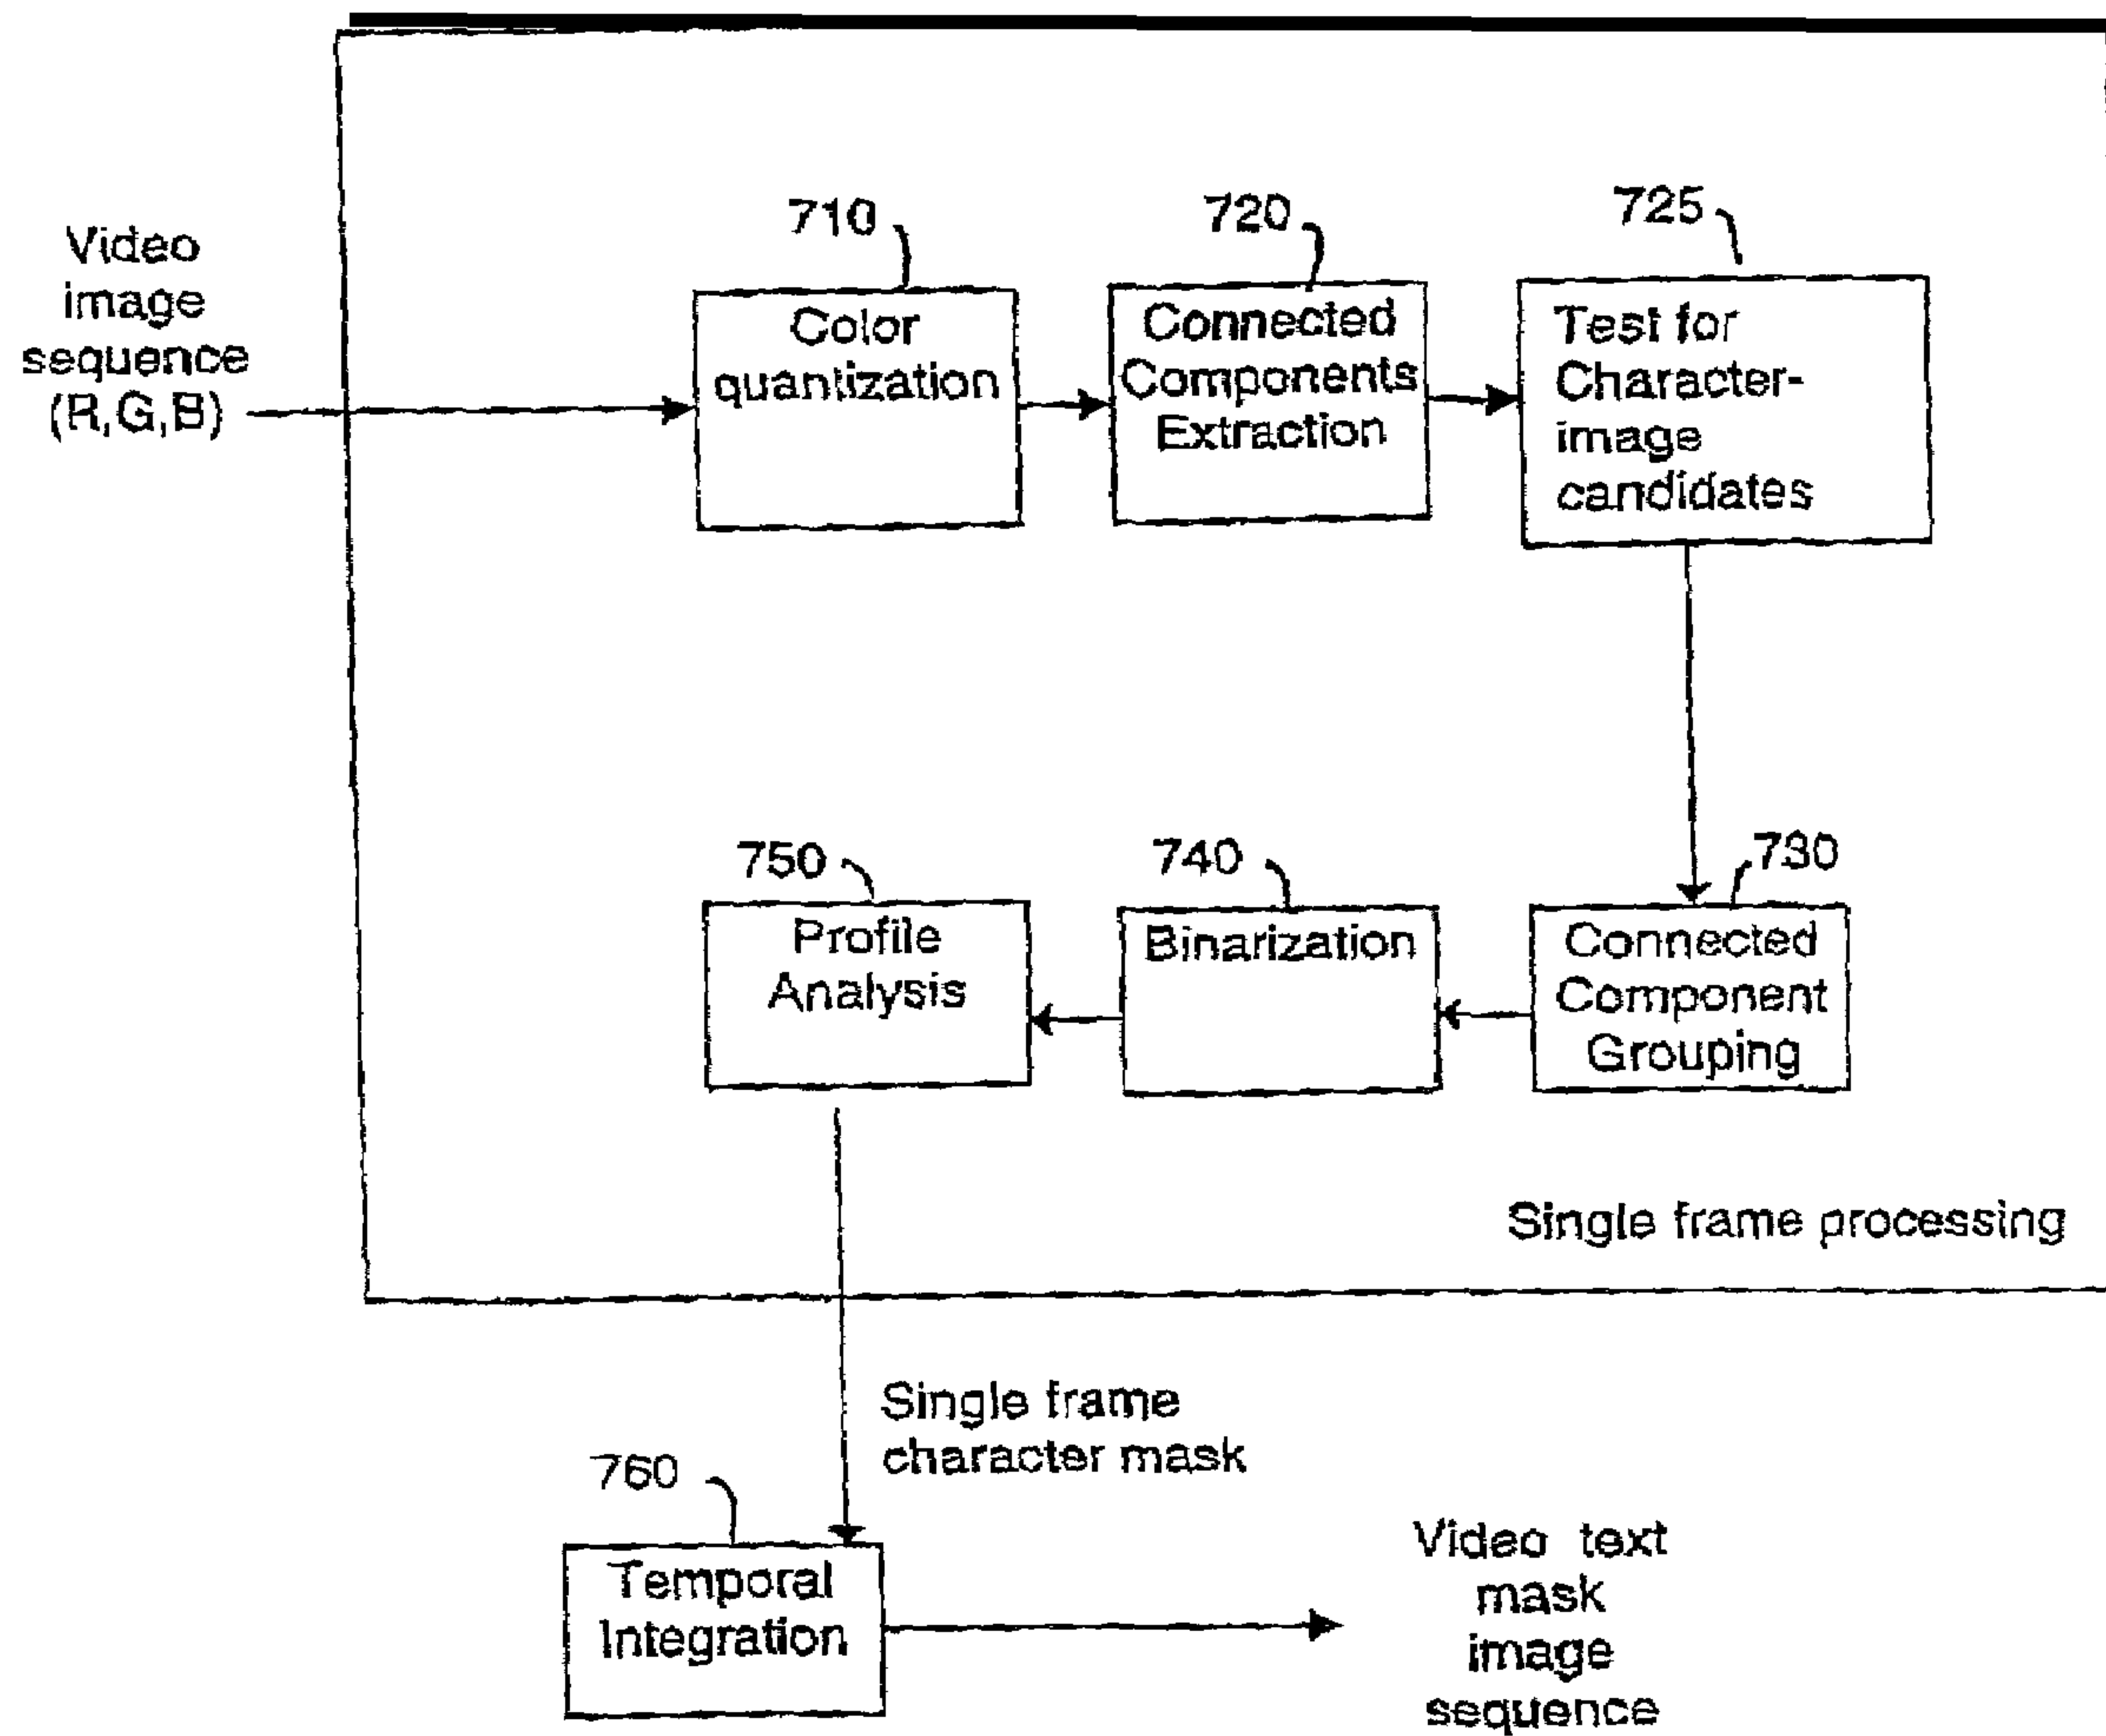 Video
image
sequence
(R,G,B)
710
Color
quantization
720
Connected
Components
Extraction
725
Test for
Character-
image
candidates
750
Profile
Analysis
740
Binarization
730
Connected
Component
Grouping
Single frame processing
Single frame
character mask
760
Temporal
Integration
Video text
mask
image
sequence